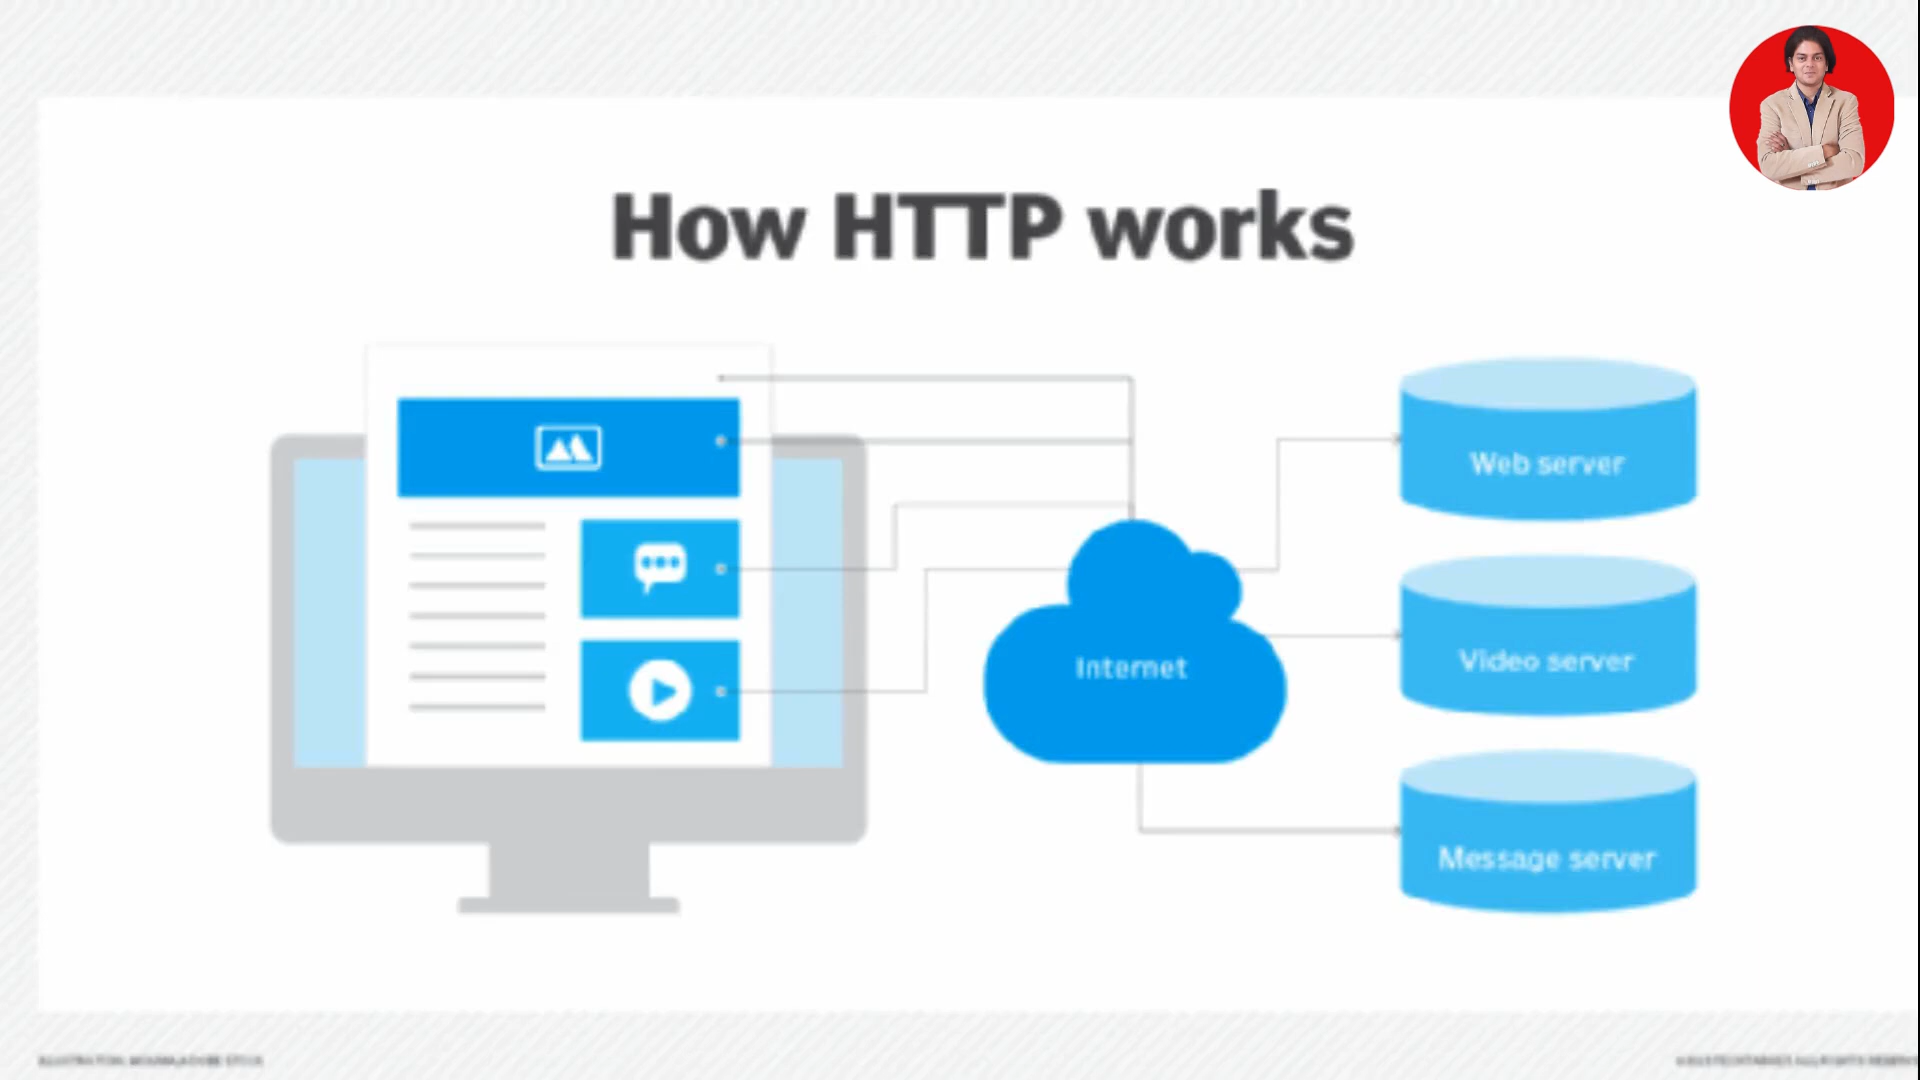 How HTTP works
Web server
Internet
Video server
Message server